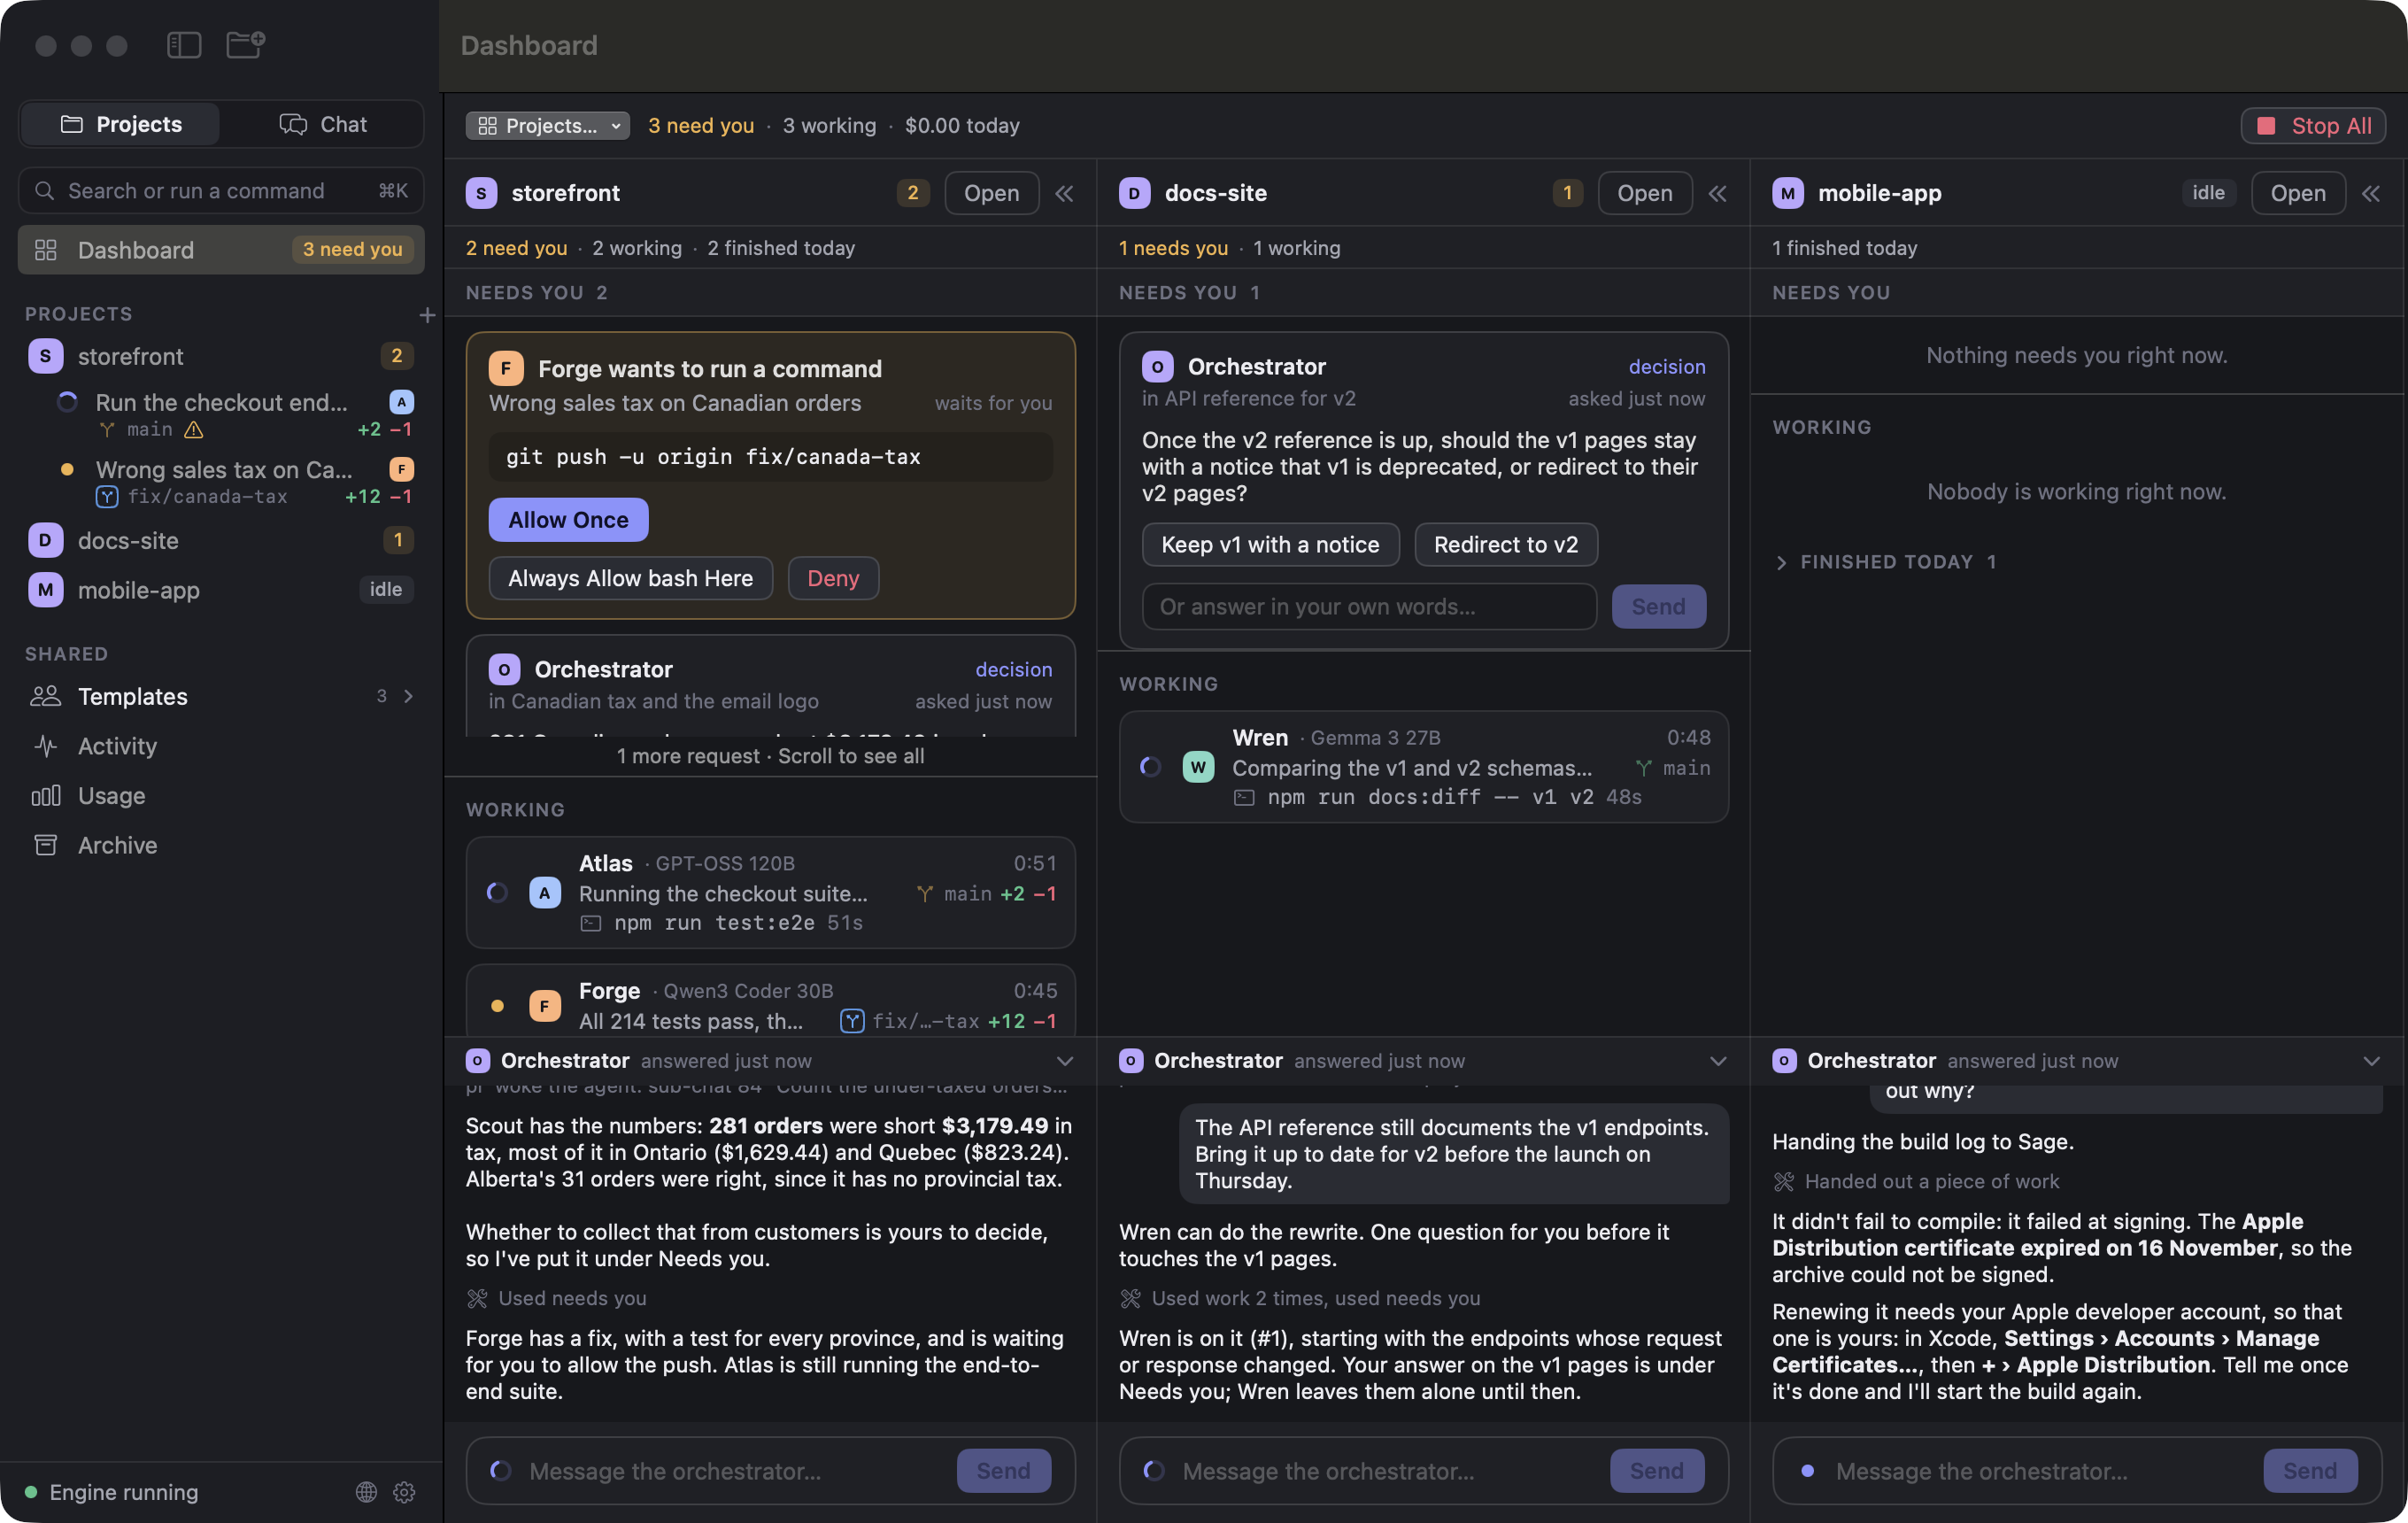 Dashboard
Projects
Chat
Search or run a command ⌘K
Dashboard 3 need you
PROJECTS
S storefront 2
Run the checkout end... A
main +2 −1
Wrong sales tax on Ca... F
fix/canada-tax +12 −1
D docs-site 1
M mobile-app idle
SHARED
Templates 3
Activity
Usage
Archive
Engine running
Projects... 3 need you · 3 working · $0.00 today
Stop All
S storefront 2 Open
2 need you · 2 working · 2 finished today
NEEDS YOU 2
F Forge wants to run a command
Wrong sales tax on Canadian orders waits for you
git push -u origin fix/canada-tax
Allow Once
Always Allow bash Here Deny
O Orchestrator decision
in Canadian tax and the email logo asked just now
1 more request · Scroll to see all
WORKING
Atlas · GPT-OSS 120B 0:51
A Running the checkout suite... main +2 −1
npm run test:e2e 51s
Forge · Qwen3 Coder 30B 0:45
F All 214 tests pass, th... fix/…-tax +12 −1
O Orchestrator answered just now
woke the agent: sub-chat 84 Count the under-taxed orders...
Scout has the numbers: 281 orders were short $3,179.49 in
tax, most of it in Ontario ($1,629.44) and Quebec ($823.24).
Alberta's 31 orders were right, since it has no provincial tax.
Whether to collect that from customers is yours to decide,
so I've put it under Needs you.
Used needs you
Forge has a fix, with a test for every province, and is waiting
for you to allow the push. Atlas is still running the end-to-
end suite.
Message the orchestrator... Send
D docs-site 1 Open
1 needs you · 1 working
NEEDS YOU 1
O Orchestrator decision
in API reference for v2 asked just now
Once the v2 reference is up, should the v1 pages stay
with a notice that v1 is deprecated, or redirect to their
v2 pages?
Keep v1 with a notice Redirect to v2
Or answer in your own words... Send
WORKING
Wren · Gemma 3 27B 0:48
W Comparing the v1 and v2 schemas... main
npm run docs:diff -- v1 v2 48s
O Orchestrator answered just now
The API reference still documents the v1 endpoints.
Bring it up to date for v2 before the launch on
Thursday.
Wren can do the rewrite. One question for you before it
touches the v1 pages.
Used work 2 times, used needs you
Wren is on it (#1), starting with the endpoints whose request
or response changed. Your answer on the v1 pages is under
Needs you; Wren leaves them alone until then.
Message the orchestrator... Send
M mobile-app idle Open
1 finished today
NEEDS YOU
Nothing needs you right now.
WORKING
Nobody is working right now.
FINISHED TODAY 1
O Orchestrator answered just now
out why?
Handing the build log to Sage.
Handed out a piece of work
It didn't fail to compile: it failed at signing. The Apple
Distribution certificate expired on 16 November, so the
archive could not be signed.
Renewing it needs your Apple developer account, so that
one is yours: in Xcode, Settings › Accounts › Manage
Certificates..., then + › Apple Distribution. Tell me once
it's done and I'll start the build again.
Message the orchestrator... Send